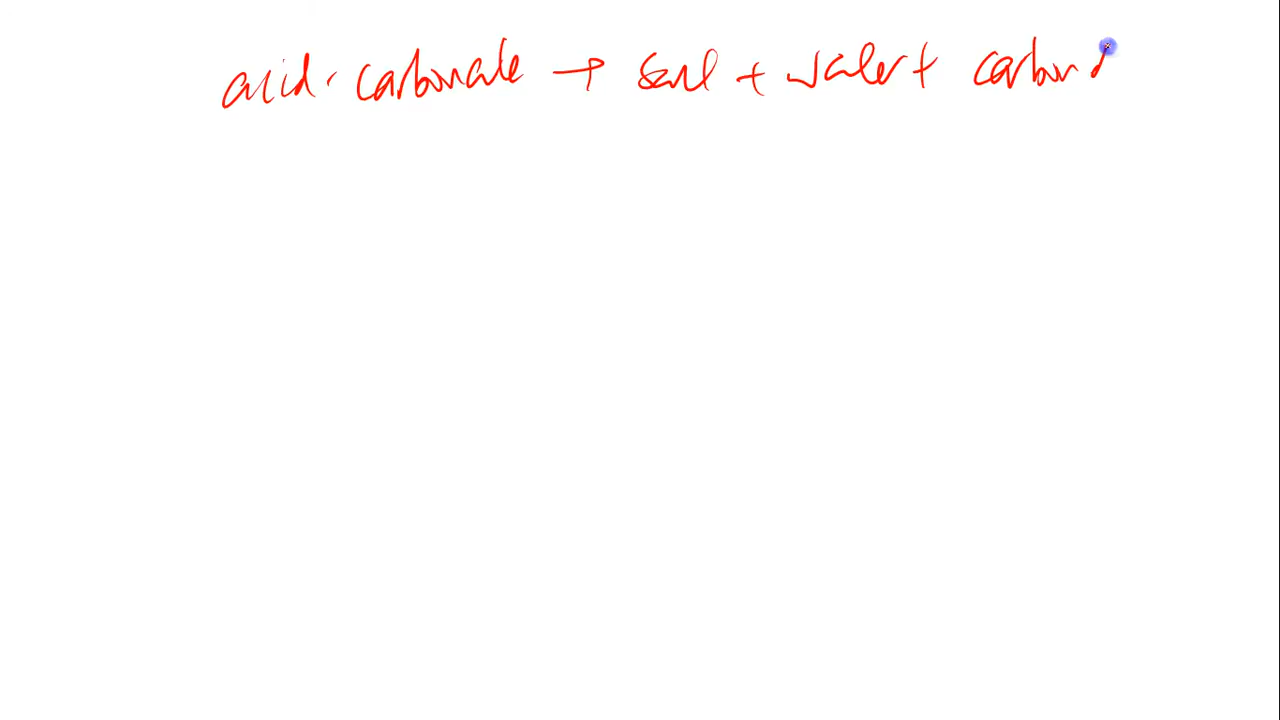 acid · carbonate → salt + water + carbon d